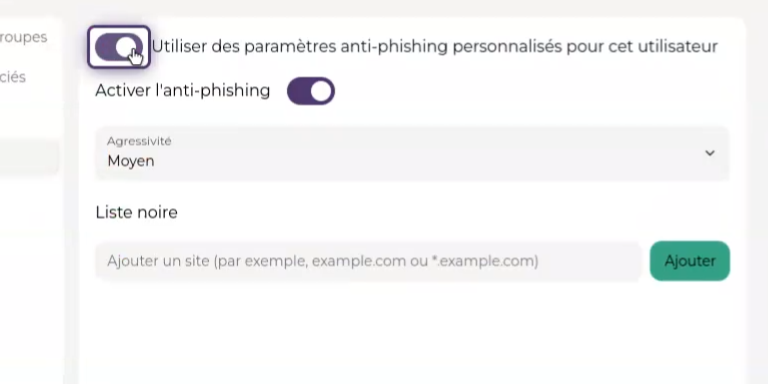 roupes
Utiliser des paramètres anti-phishing personnalisés pour cet utilisateur
ciés
Activer l'anti-phishing
Agressivité
Moyen
Liste noire
Ajouter un site (par exemple, example.com ou *.example.com)
Ajouter